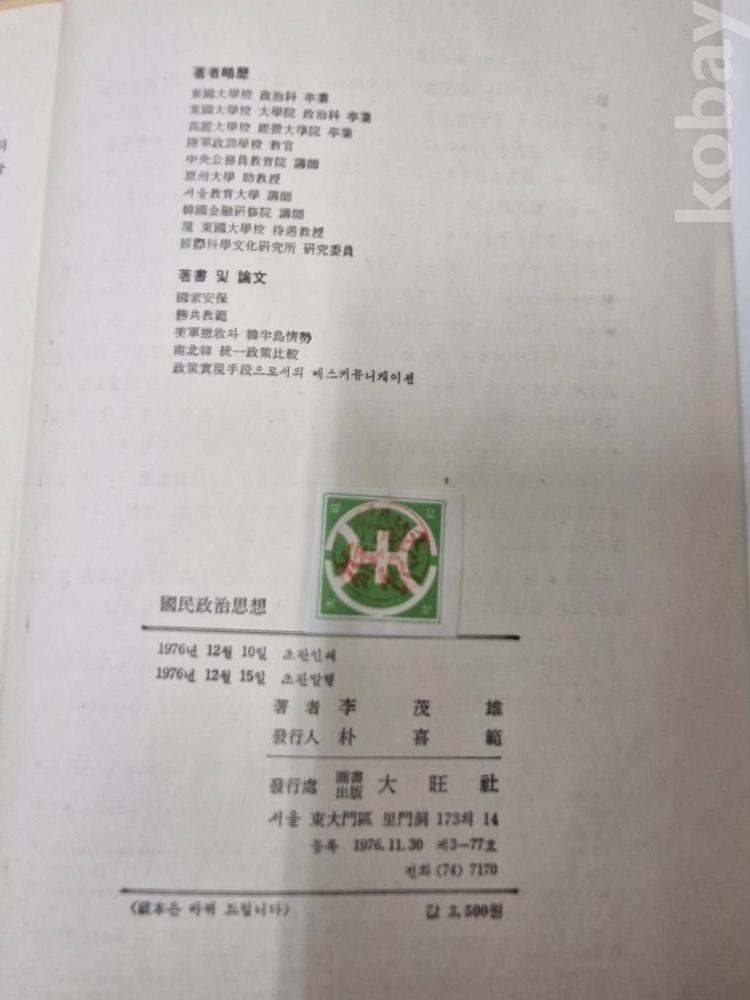 kobay
著者略歷
東國大學校 政治科 卒業
東國大學校 大學院 政治科 卒業
高麗大學校 經營大學院 卒業
陸軍政訓學校 敎官
中央公務員敎育院 講師
原州大學 助敎授
서울敎育大學 講師
韓國金融硏修院 講師
現 東國大學校 待遇敎授
國際科學文化硏究所 硏究委員
著書 및 論文
國家安保
勝共敎範
美軍撤收와 韓半島情勢
南北韓 統一政策比較
政策實現手段으로서의 매스커뮤니케이션
國民政治思想
1976년 12월 10일 초판인쇄
1976년 12월 15일 초판발행
著者 李茂雄
發行人 朴喜範
發行處 圖書出版 大旺社
서울 東大門區 里門洞 173의 14
등록 1976.11.30 제3-77호
전화 (74) 7170
〈破本은 바꿔 드립니다〉 값 3,500원